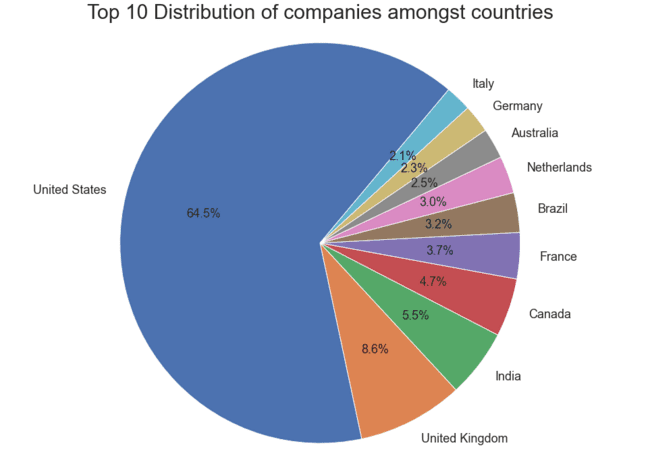 Top 10 Distribution of companies amongst countries
Italy
Germany
Australia
Netherlands
Brazil
France
Canada
India
United Kingdom
United States
2.1%
2.3%
2.5%
3.0%
3.2%
3.7%
4.7%
5.5%
8.6%
64.5%